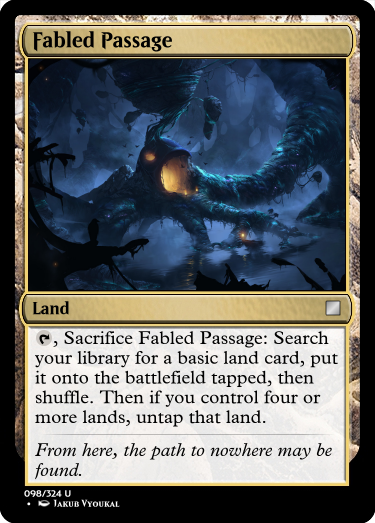 Fabled Passage
Land
, Sacrifice Fabled Passage: Search
your library for a basic land card, put
it onto the battlefield tapped, then
shuffle. Then if you control four or
more lands, untap that land.
From here, the path to nowhere may be
found.
098/324 U
• Jakub Vyoukal